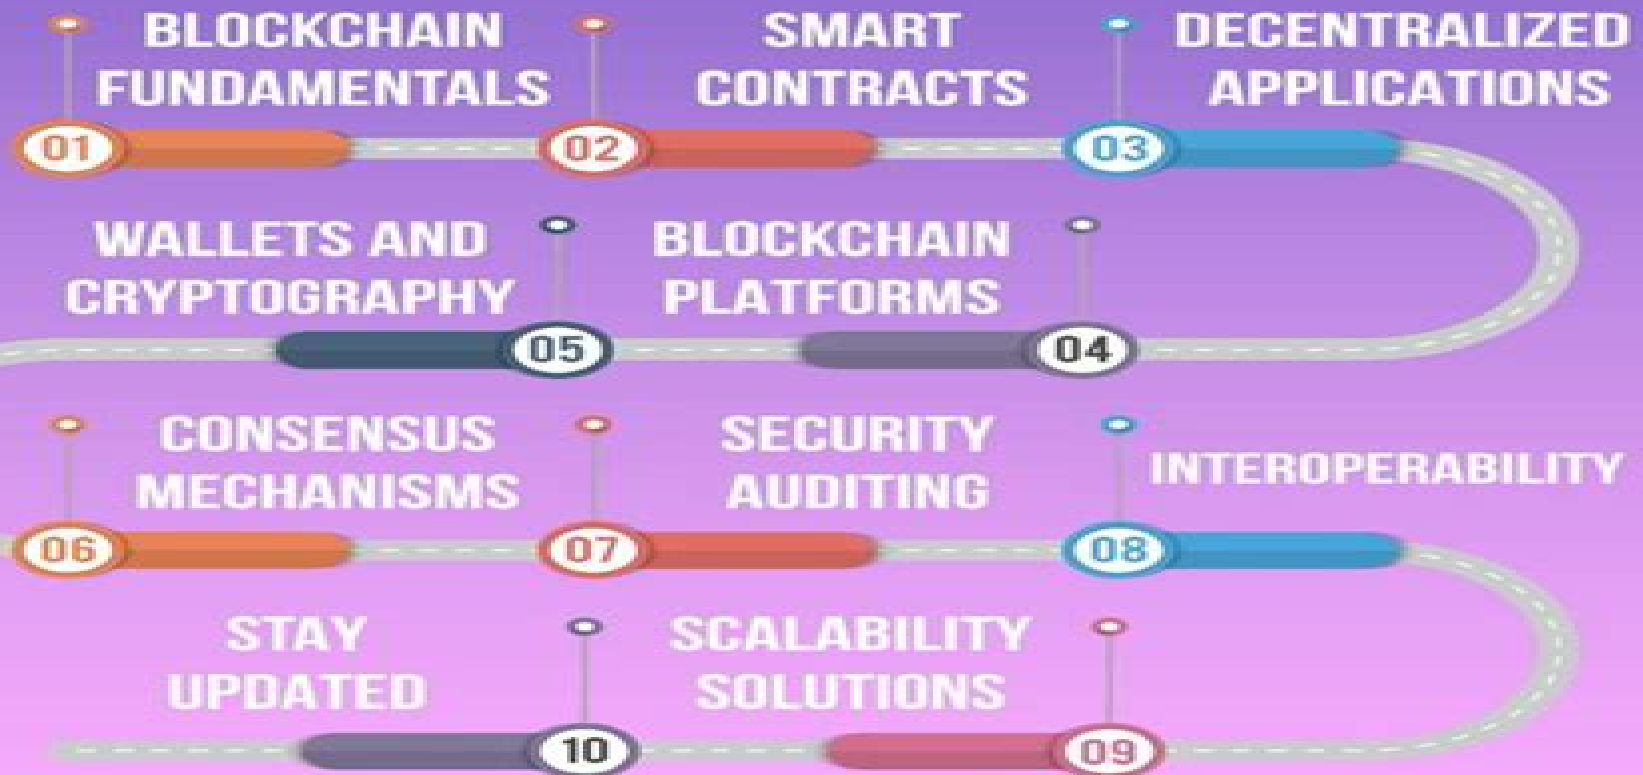 BLOCKCHAIN
FUNDAMENTALS
01
SMART
CONTRACTS
02
DECENTRALIZED
APPLICATIONS
03
BLOCKCHAIN
PLATFORMS
04
WALLETS AND
CRYPTOGRAPHY
05
CONSENSUS
MECHANISMS
06
SECURITY
AUDITING
07
INTEROPERABILITY
08
SCALABILITY
SOLUTIONS
09
STAY
UPDATED
10